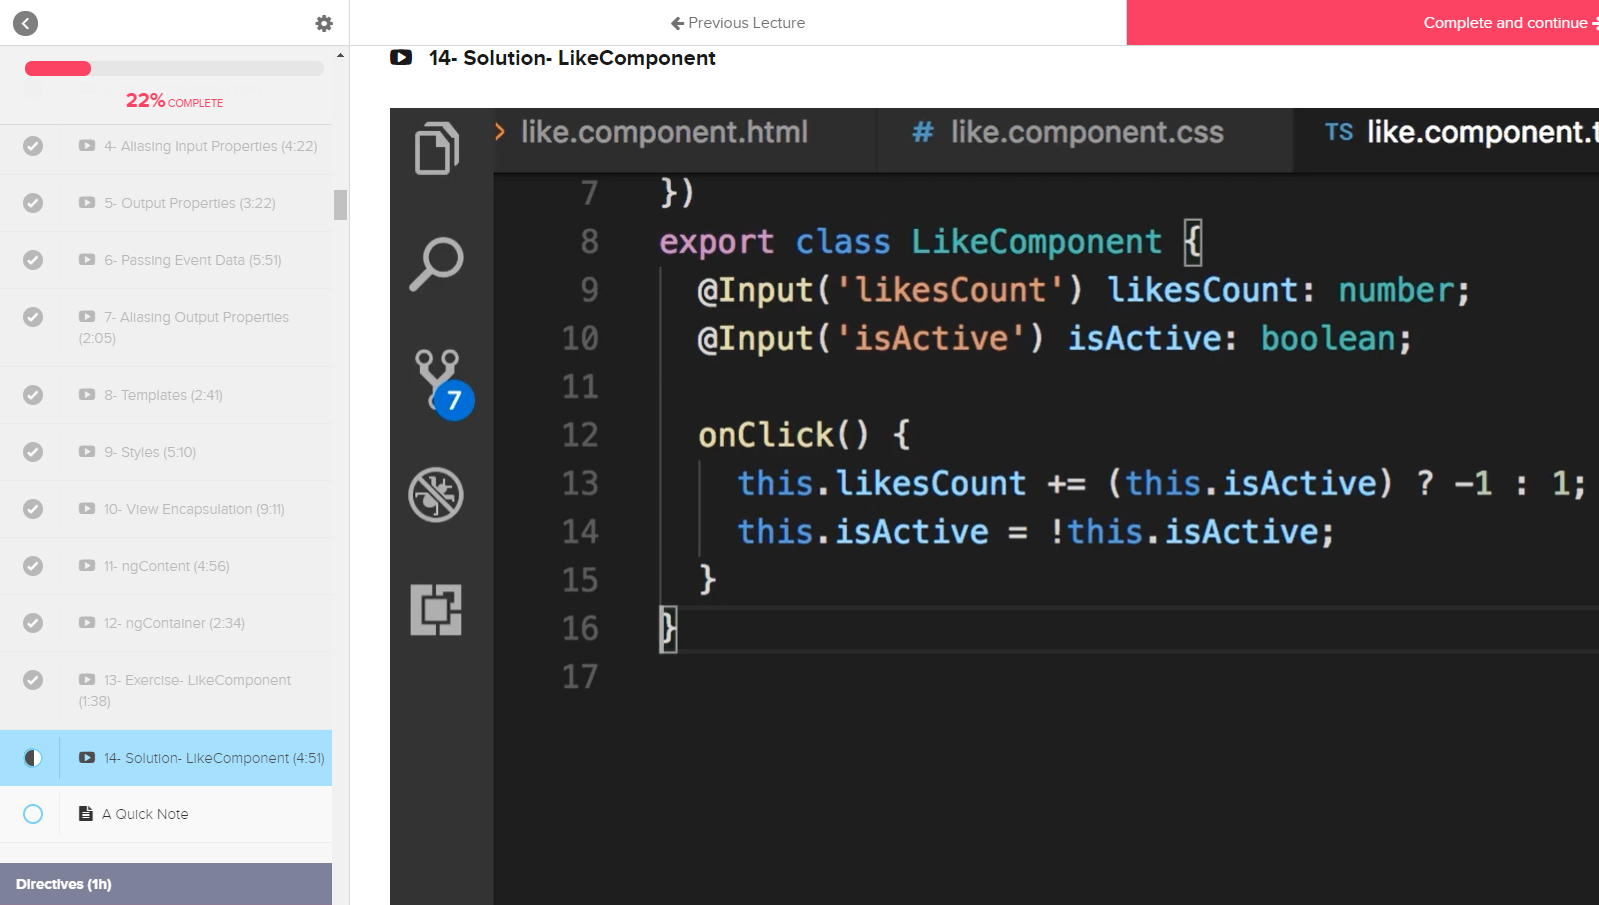 Previous Lecture
Complete and continue
22% COMPLETE
4- Aliasing Input Properties (4:22)
5- Output Properties (3:22)
6- Passing Event Data (5:51)
7- Aliasing Output Properties
(2:05)
8- Templates (2:41)
9- Styles (5:10)
10- View Encapsulation (9:11)
11- ngContent (4:56)
12- ngContainer (2:34)
13- Exercise- LikeComponent
(1:38)
14- Solution- LikeComponent (4:51)
A Quick Note
Directives (1h)
14- Solution- LikeComponent
like.component.html
# like.component.css
TS like.component.t
7
7 })
8 export class LikeComponent {
9 @Input('likesCount') likesCount: number;
10 @Input('isActive') isActive: boolean;
11
12 onClick() {
13 this.likesCount += (this.isActive) ? -1 : 1;
14 this.isActive = !this.isActive;
15 }
16 }
17